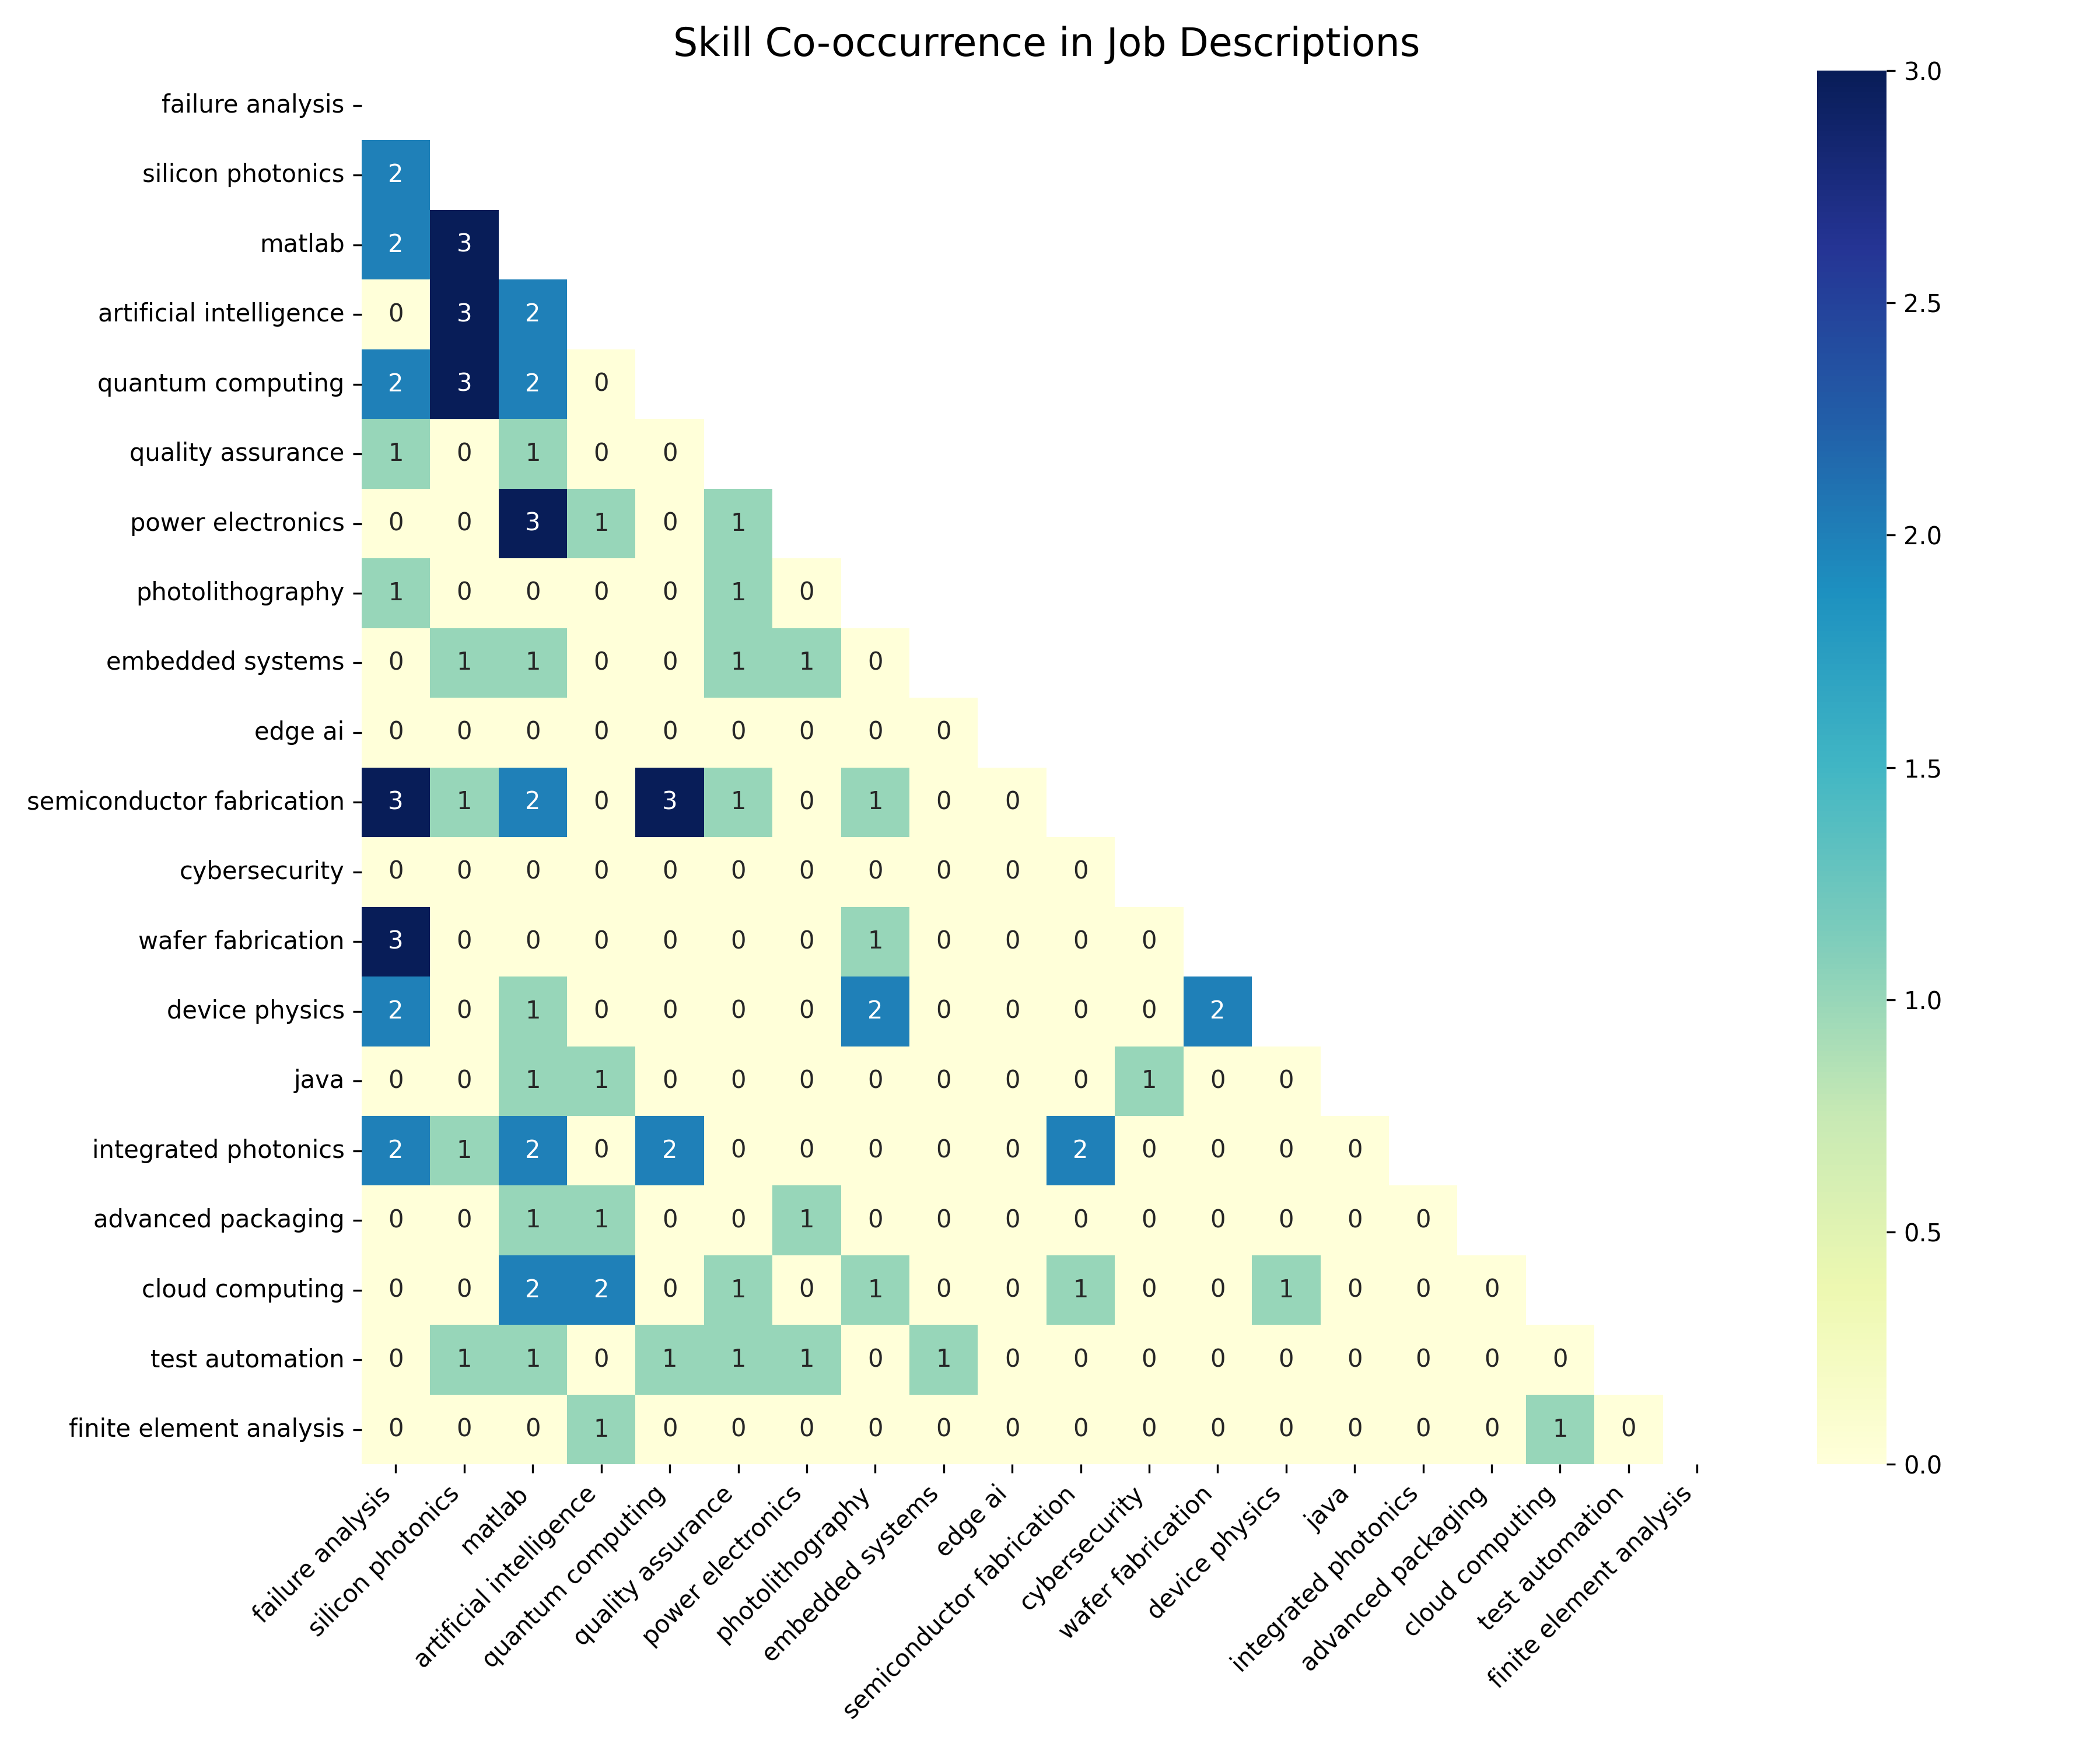 Skill Co-occurrence in Job Descriptions
failure analysis
silicon photonics 2
matlab 2 3
artificial intelligence 0 3 2
quantum computing 2 3 2 0
quality assurance 1 0 1 0 0
power electronics 0 0 3 1 0 1
photolithography 1 0 0 0 0 1 0
embedded systems 0 1 1 0 0 1 1 0
edge ai 0 0 0 0 0 0 0 0 0
semiconductor fabrication 3 1 2 0 3 1 0 1 0 0
cybersecurity 0 0 0 0 0 0 0 0 0 0 0
wafer fabrication 3 0 0 0 0 0 0 1 0 0 0 0
device physics 2 0 1 0 0 0 0 2 0 0 0 0 2
java 0 0 1 1 0 0 0 0 0 0 0 1 0 0
integrated photonics 2 1 2 0 2 0 0 0 0 0 2 0 0 0 0
advanced packaging 0 0 1 1 0 0 1 0 0 0 0 0 0 0 0 0
cloud computing 0 0 2 2 0 1 0 1 0 0 1 0 0 1 0 0 0
test automation 0 1 1 0 1 1 1 0 1 0 0 0 0 0 0 0 0 0
finite element analysis 0 0 0 1 0 0 0 0 0 0 0 0 0 0 0 0 0 1 0
failure analysis
silicon photonics
matlab
artificial intelligence
quantum computing
quality assurance
power electronics
photolithography
embedded systems
edge ai
semiconductor fabrication
cybersecurity
wafer fabrication
device physics
java
integrated photonics
advanced packaging
cloud computing
test automation
finite element analysis
3.0
2.5
2.0
1.5
1.0
0.5
0.0